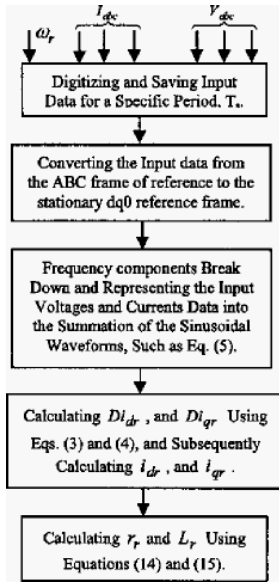 ω_r I_abc V_abc
Digitizing and Saving Input
Data for a Specific Period, T_s.
Converting the Input data from
the ABC frame of reference to the
stationary dq0 reference frame.
Frequency components Break
Down and Representing the Input
Voltages and Currents Data into
the Summation of the Sinusoidal
Waveforms, Such as Eq. (5).
Calculating Di_dr , and Di_qr Using
Eqs. (3) and (4), and Subsequently
Calculating i_dr , and i_qr .
Calculating r_r and L_r Using
Equations (14) and (15).